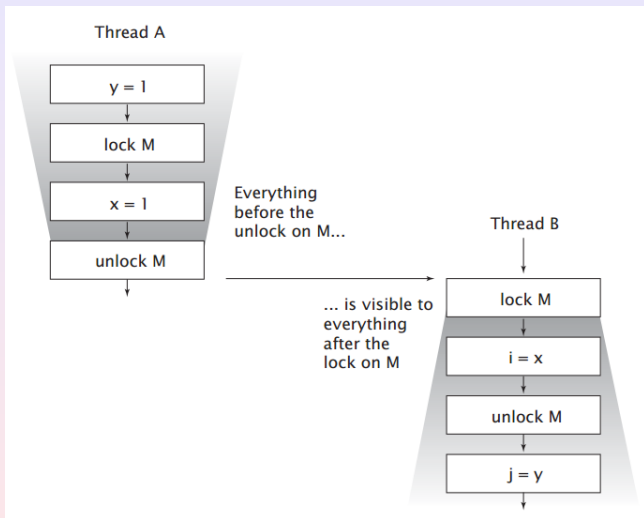 Thread A
y = 1
lock M
x = 1
unlock M
Everything
before the
unlock on M...
Thread B
... is visible to
everything
after the
lock on M
lock M
i = x
unlock M
j = y